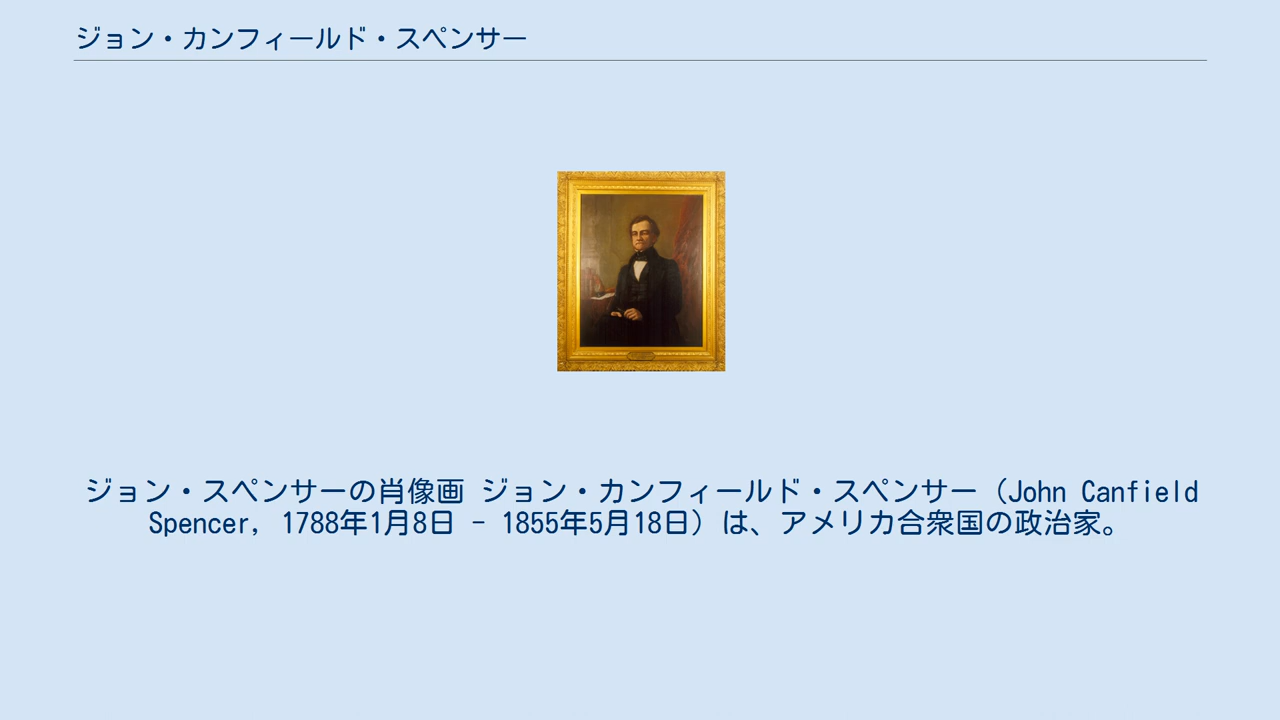 ジョン・カンフィールド・スペンサー
ジョン・スペンサーの肖像画 ジョン・カンフィールド・スペンサー（John Canfield
Spencer, 1788年1月8日 - 1855年5月18日）は、アメリカ合衆国の政治家。